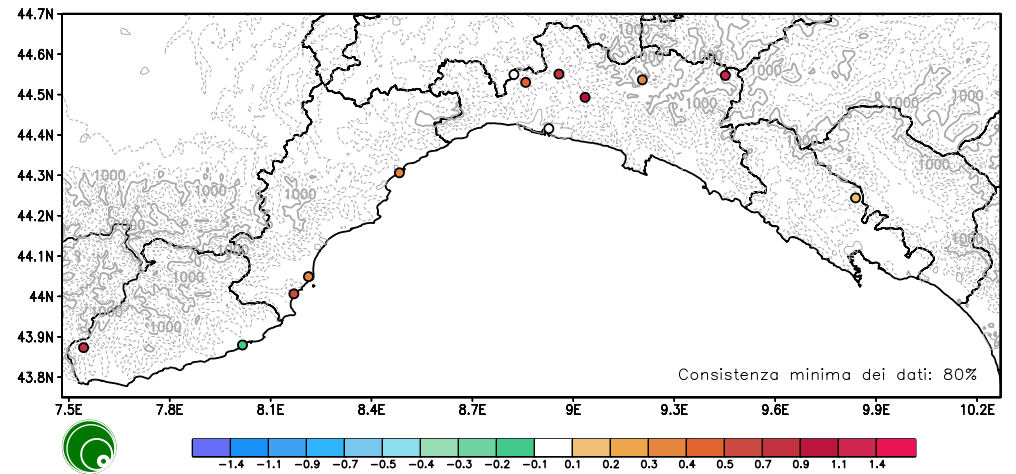 44.7N
44.6N
44.5N
44.4N
44.3N
44.2N
44.1N
44N
43.9N
43.8N
1000
1000
1000
1000
1000
1000
1000
1000
1000
1000
1000
Consistenza minima dei dati: 80%
7.5E 7.8E 8.1E 8.4E 8.7E 9E 9.3E 9.6E 9.9E 10.2E
-1.4 -1.1 -0.9 -0.7 -0.5 -0.4 -0.3 -0.2 -0.1 0.1 0.2 0.3 0.4 0.5 0.7 0.9 1.1 1.4